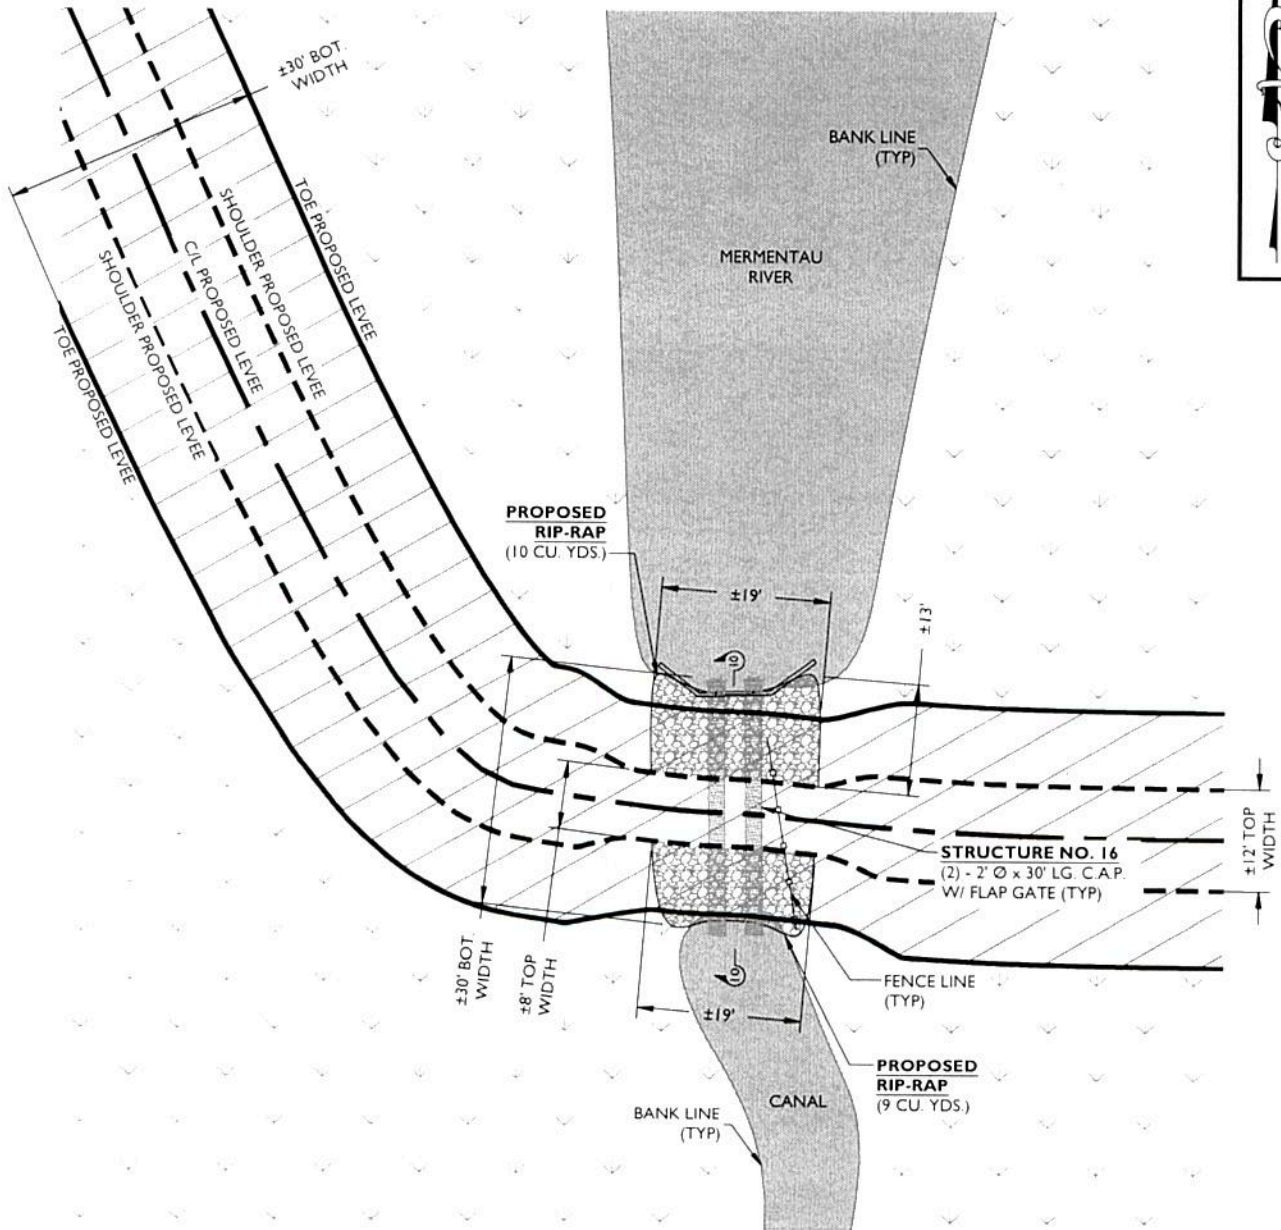 ±30' BOT.
WIDTH
BANK LINE
(TYP)
MERMENTAU
RIVER
TOE PROPOSED LEVEE
SHOULDER PROPOSED LEVEE
C/L PROPOSED LEVEE
SHOULDER PROPOSED LEVEE
TOE PROPOSED LEVEE
PROPOSED
RIP-RAP
(10 CU. YDS.)
±19'
±13'
10
STRUCTURE NO. 16
(2) - 2' Ø x 30' LG. C.A.P.
W/ FLAP GATE (TYP)
±12' TOP
WIDTH
±30' BOT.
WIDTH
±8' TOP
WIDTH
10
±19'
FENCE LINE
(TYP)
PROPOSED
RIP-RAP
(9 CU. YDS.)
CANAL
BANK LINE
(TYP)